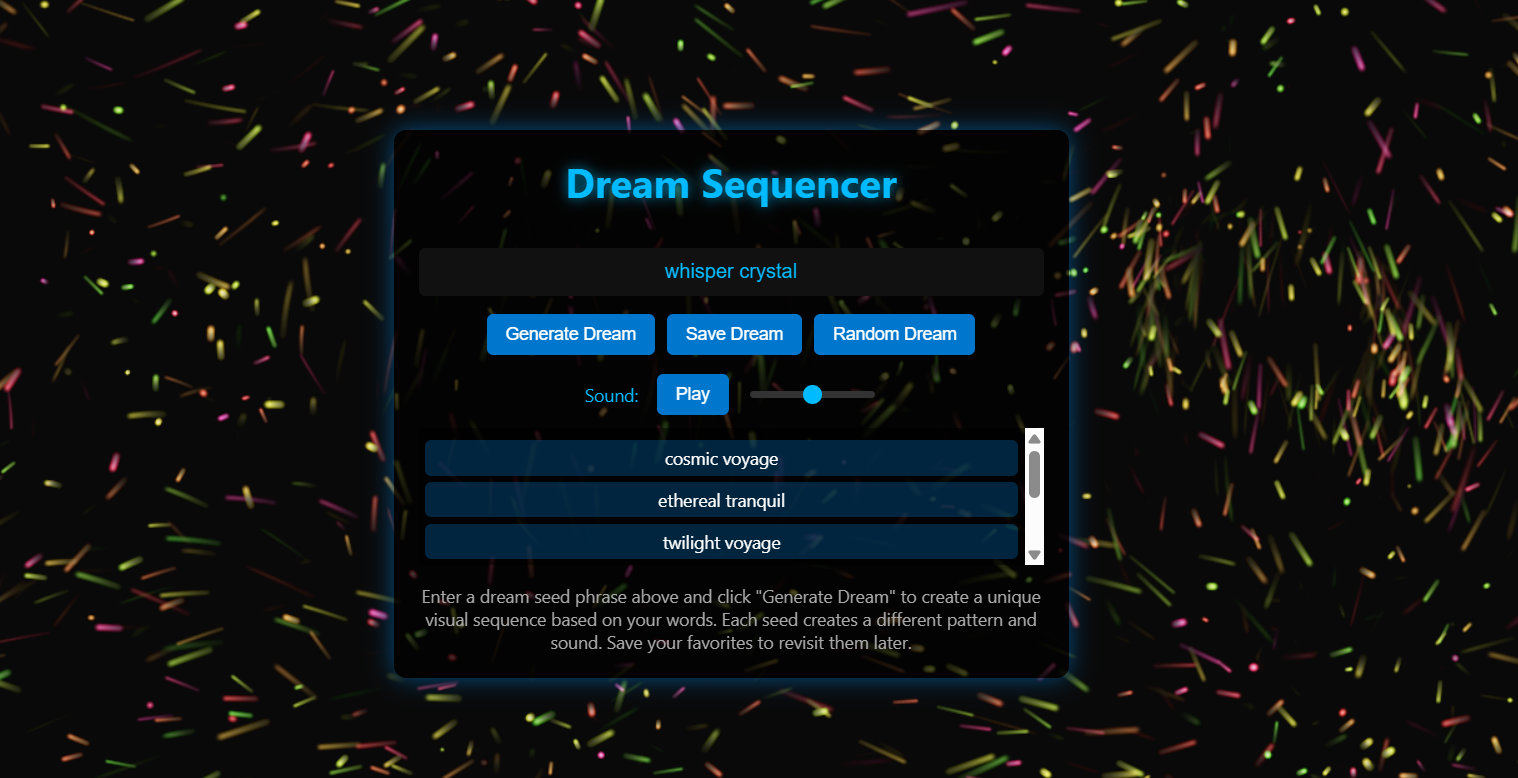 Dream Sequencer
whisper crystal
Generate Dream Save Dream Random Dream
Sound: Play
cosmic voyage
ethereal tranquil
twilight voyage
Enter a dream seed phrase above and click "Generate Dream" to create a unique
visual sequence based on your words. Each seed creates a different pattern and
sound. Save your favorites to revisit them later.